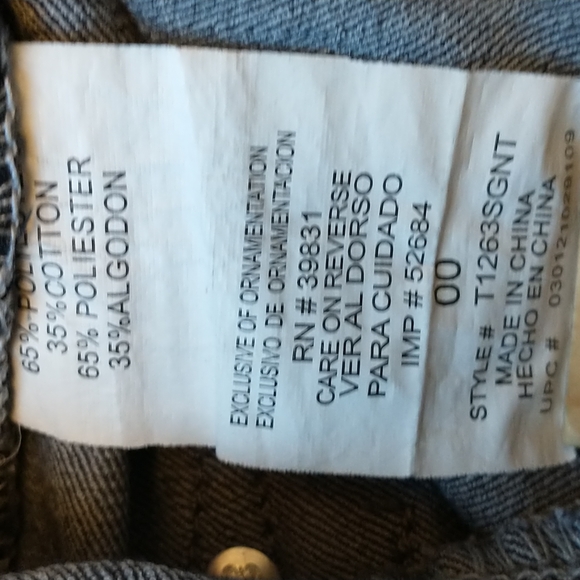 65% POLYESTER
35%COTTON
65% POLIESTER
35%ALGODON
EXCLUSIVE OF ORNAMENTATION
EXCLUSIVO DE ORNAMENTACION
RN # 39831
CARE ON REVERSE
VER AL DORSO
PARA CUIDADO
IMP # 52684
00
STYLE# T1263SGNT
MADE IN CHINA
HECHO EN CHINA
UPC #